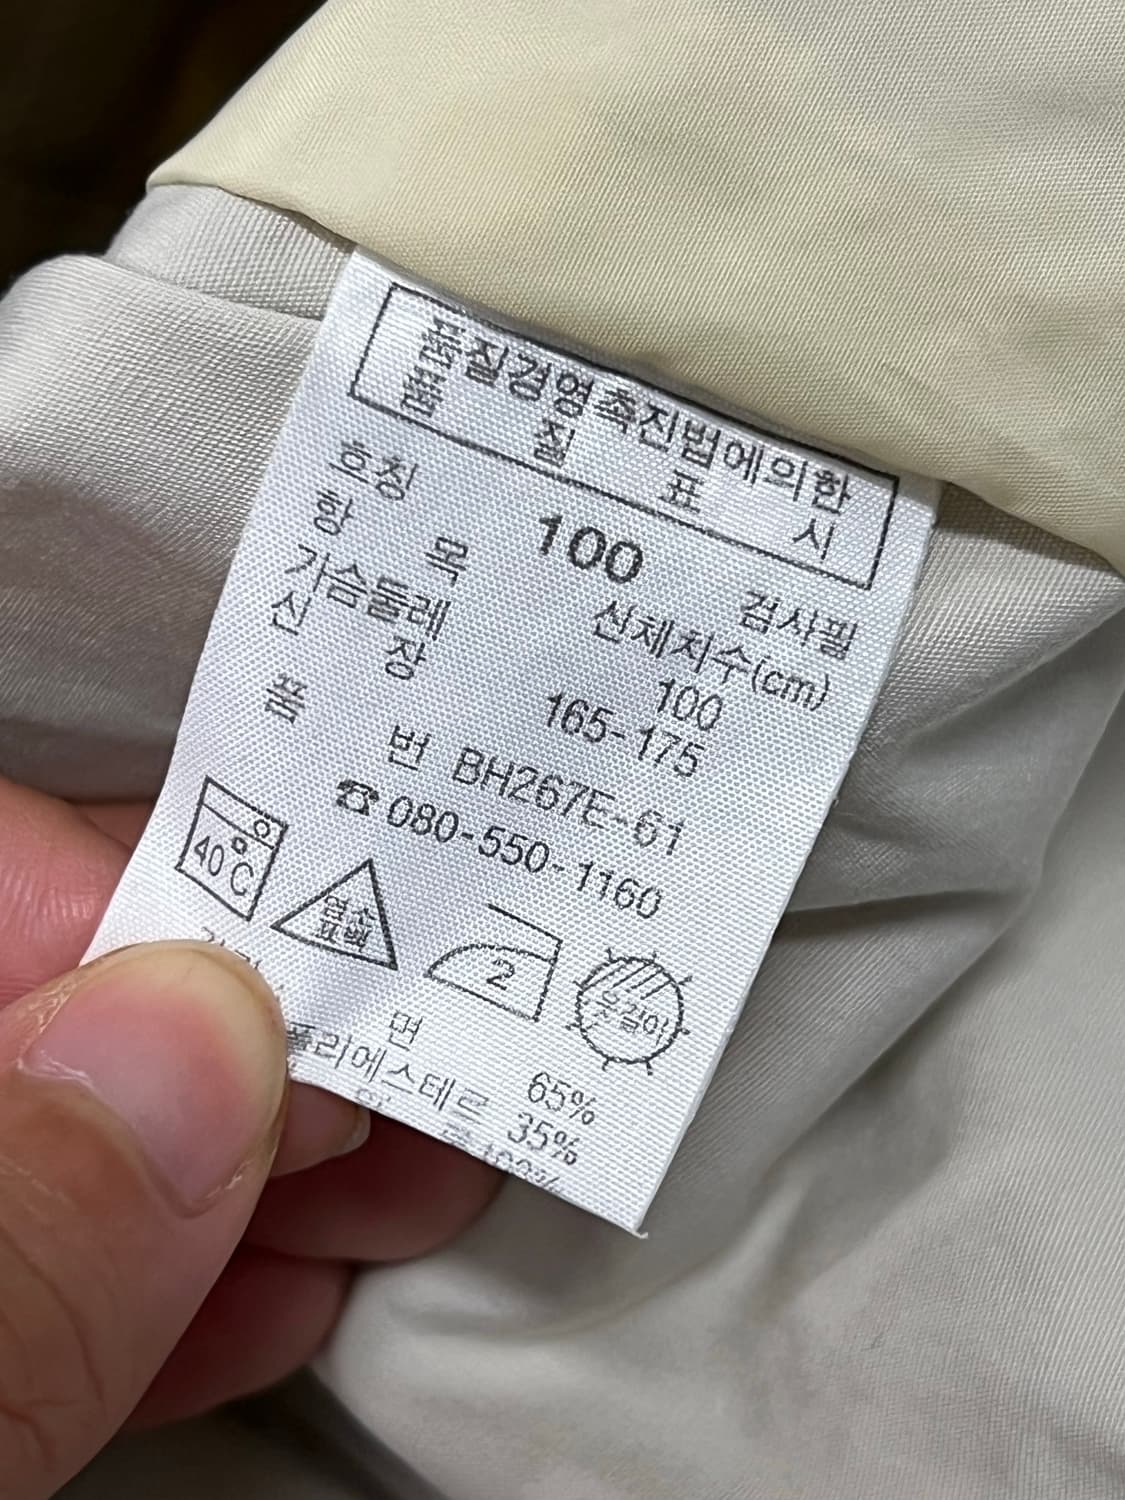 품질경영촉진법에의한
품 질 표 시
호칭 100 검사필
항 목 신체치수(cm)
가슴둘레 100
신 장 165-175
품 번 BH267E-61
☎ 080-550-1160
40℃
염소
표백
2
옷걸이
면 65%
폴리에스테르 35%